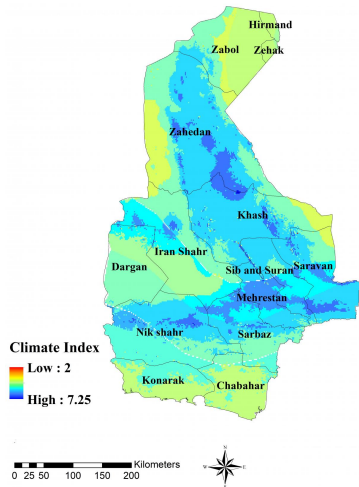 Hirmand
Zabol
Zehak
Zahedan
Khash
Iran Shahr
Saravan
Dargan
Sib and Suran
Mehrestan
Nik shahr
Sarbaz
Climate Index
Low : 2
High : 7.25
Konarak
Chabahar
N
W
E
S
0 25 50 100 150 200 Kilometers